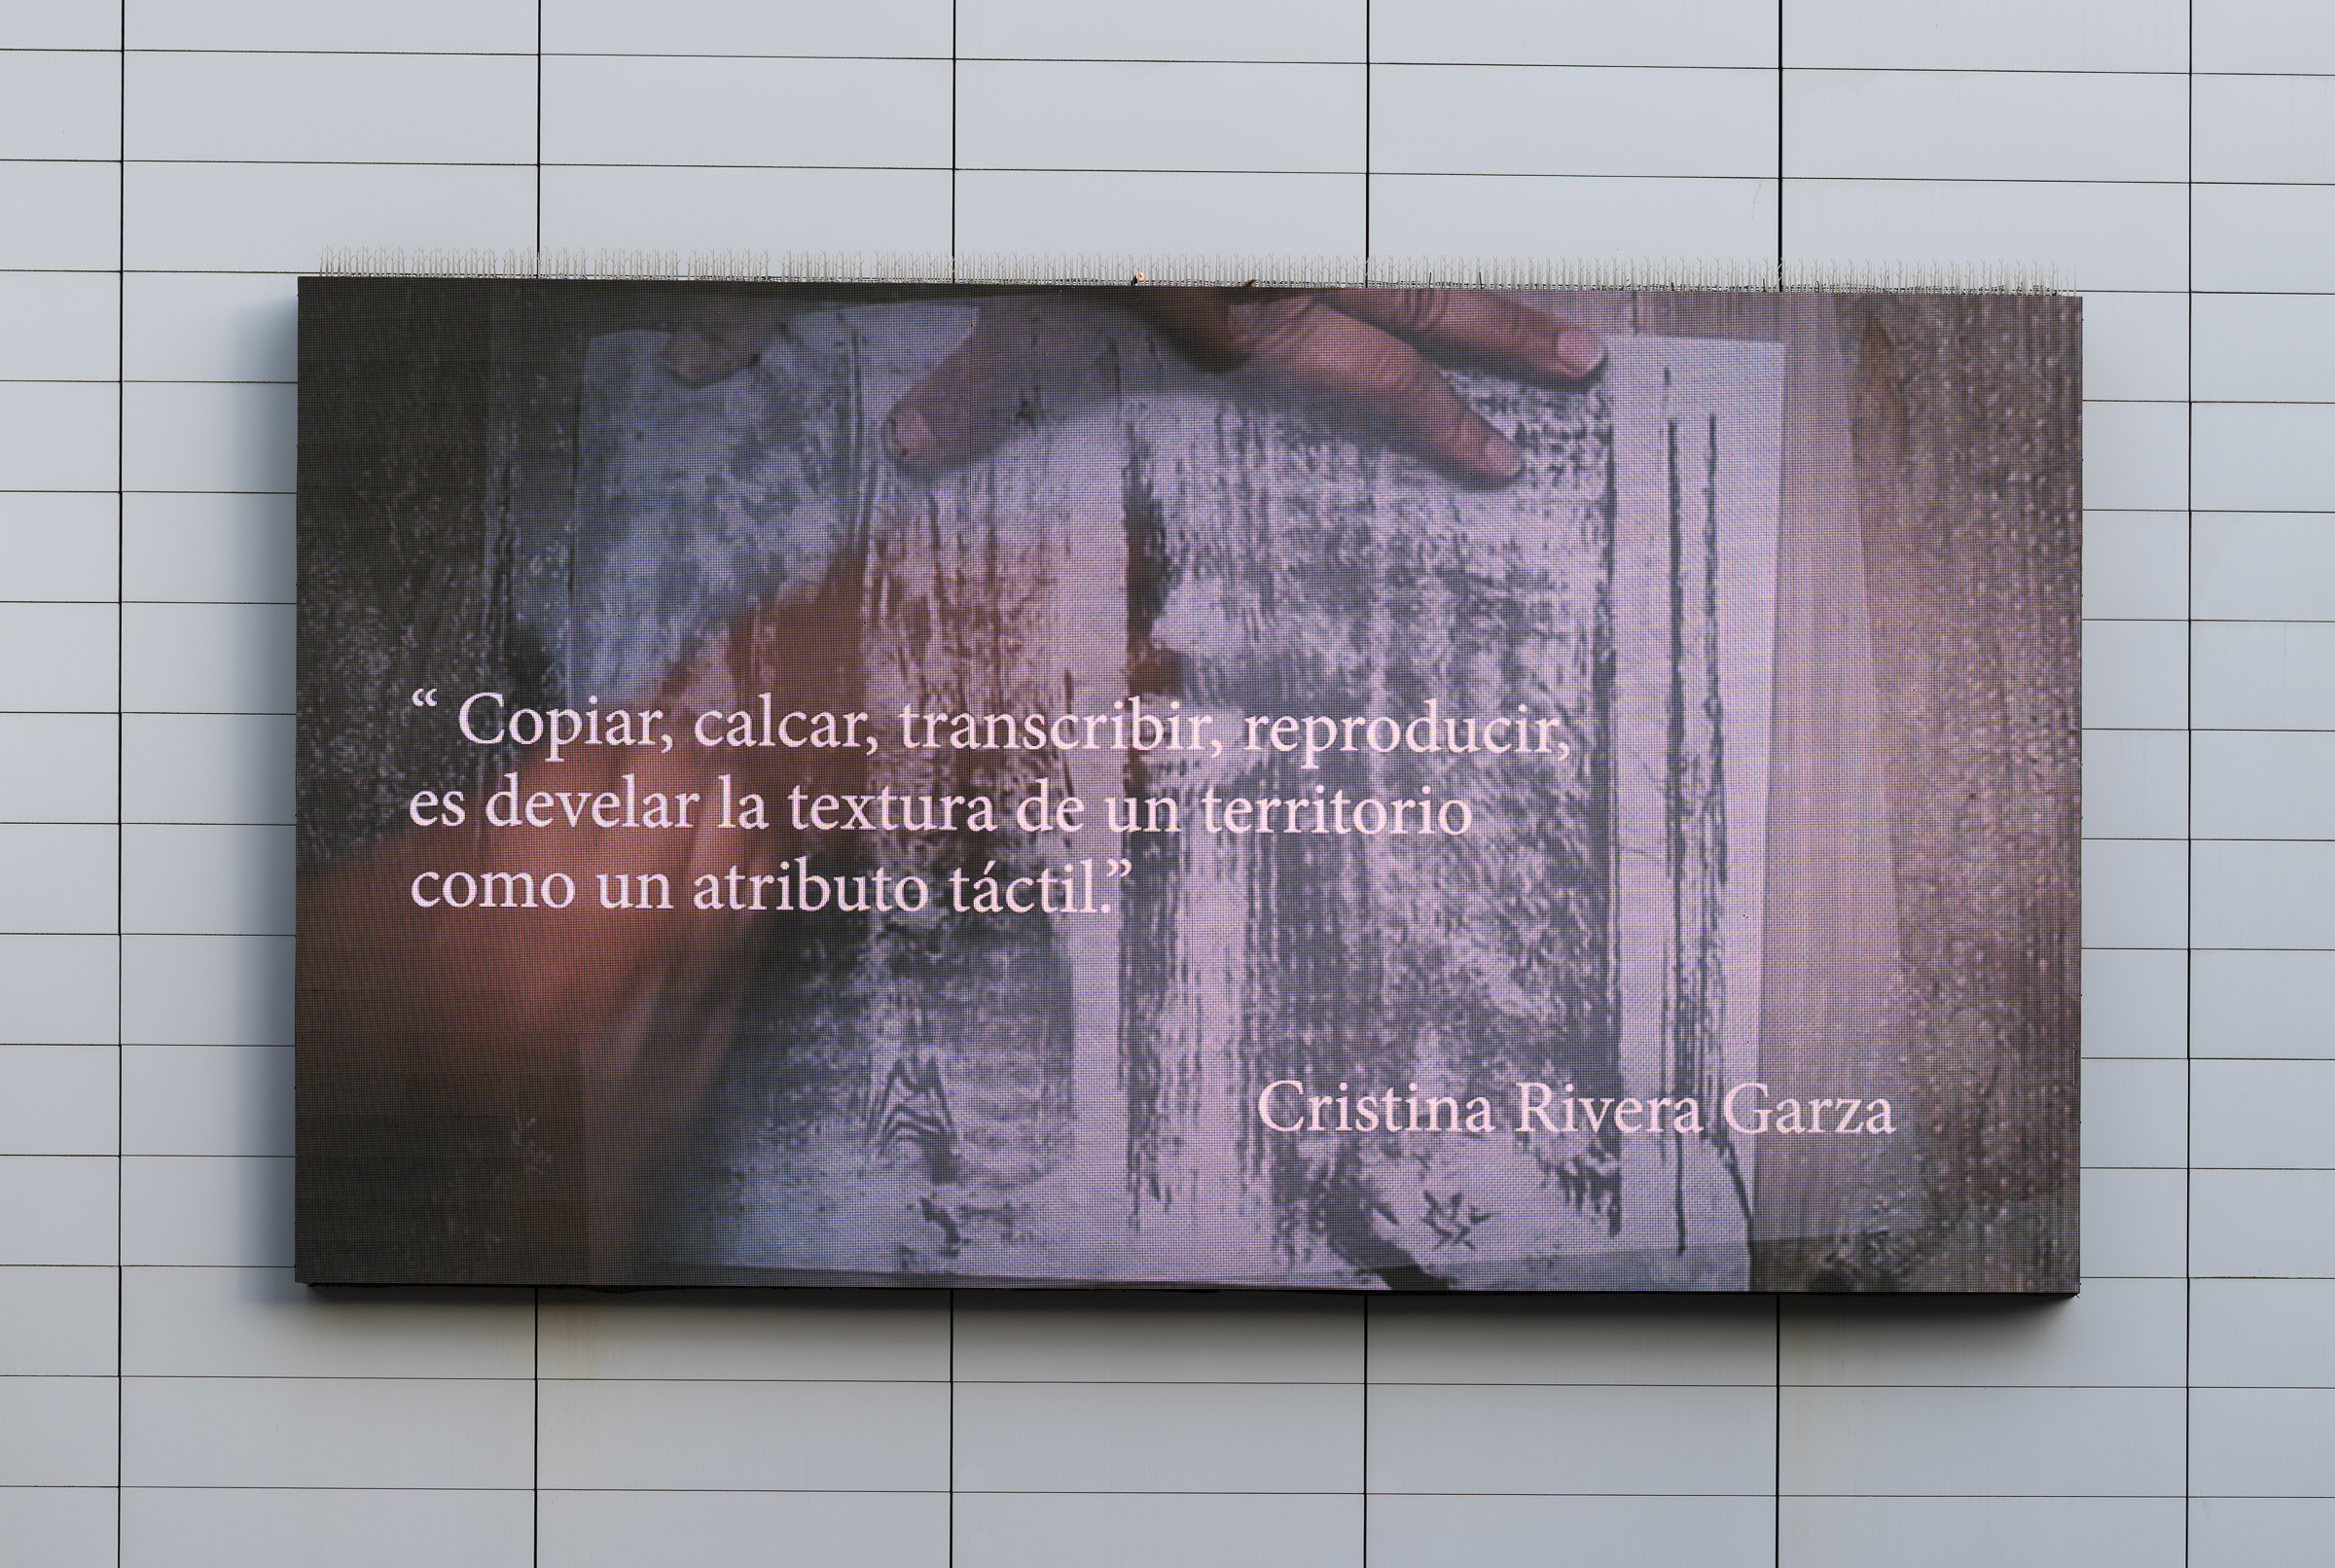 “ Copiar, calcar, transcribir, reproducir,
es develar la textura de un territorio
como un atributo táctil.”
Cristina Rivera Garza